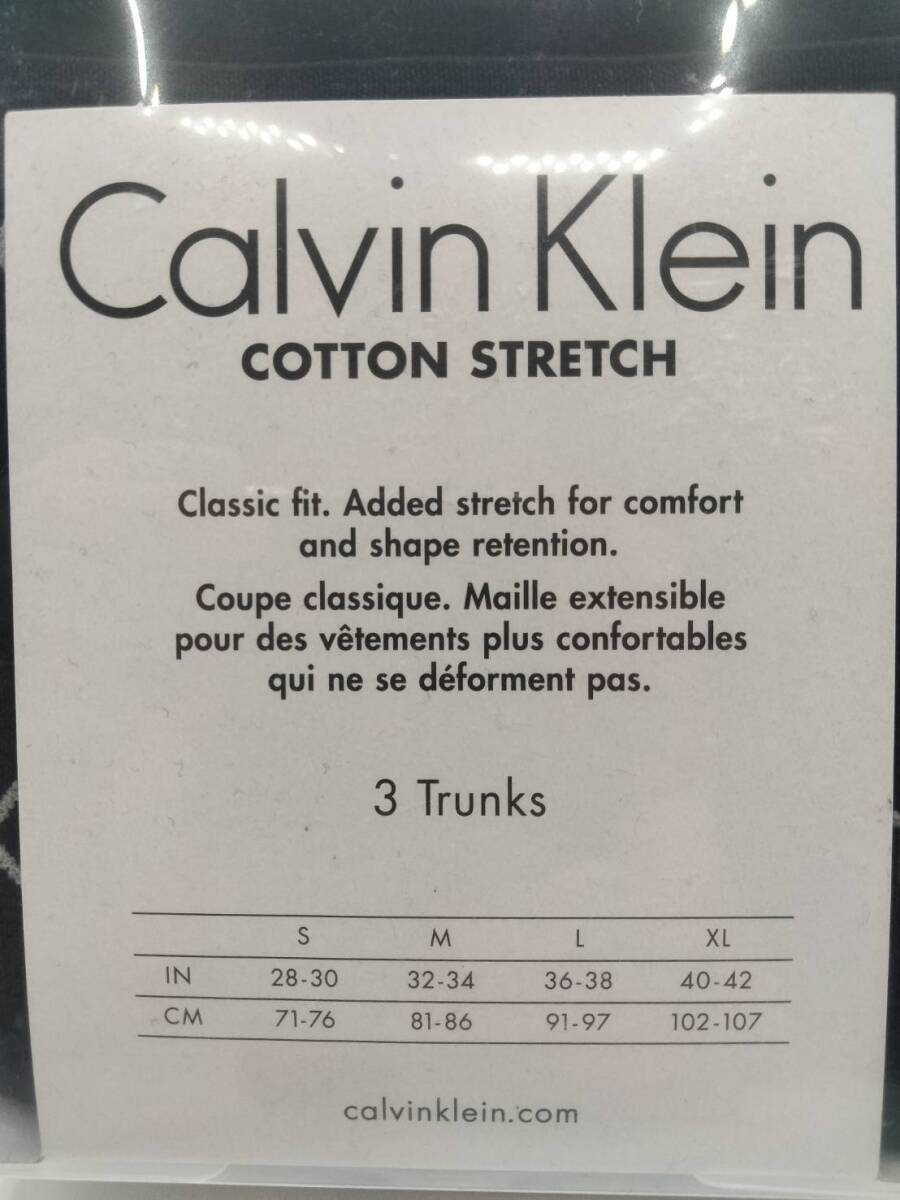 Calvin Klein
COTTON STRETCH
Classic fit. Added stretch for comfort
and shape retention.
Coupe classique. Maille extensible
pour des vêtements plus confortables
qui ne se déforment pas.
3 Trunks
S M L XL
IN 28-30 32-34 36-38 40-42
CM 71-76 81-86 91-97 102-107
calvinklein.com